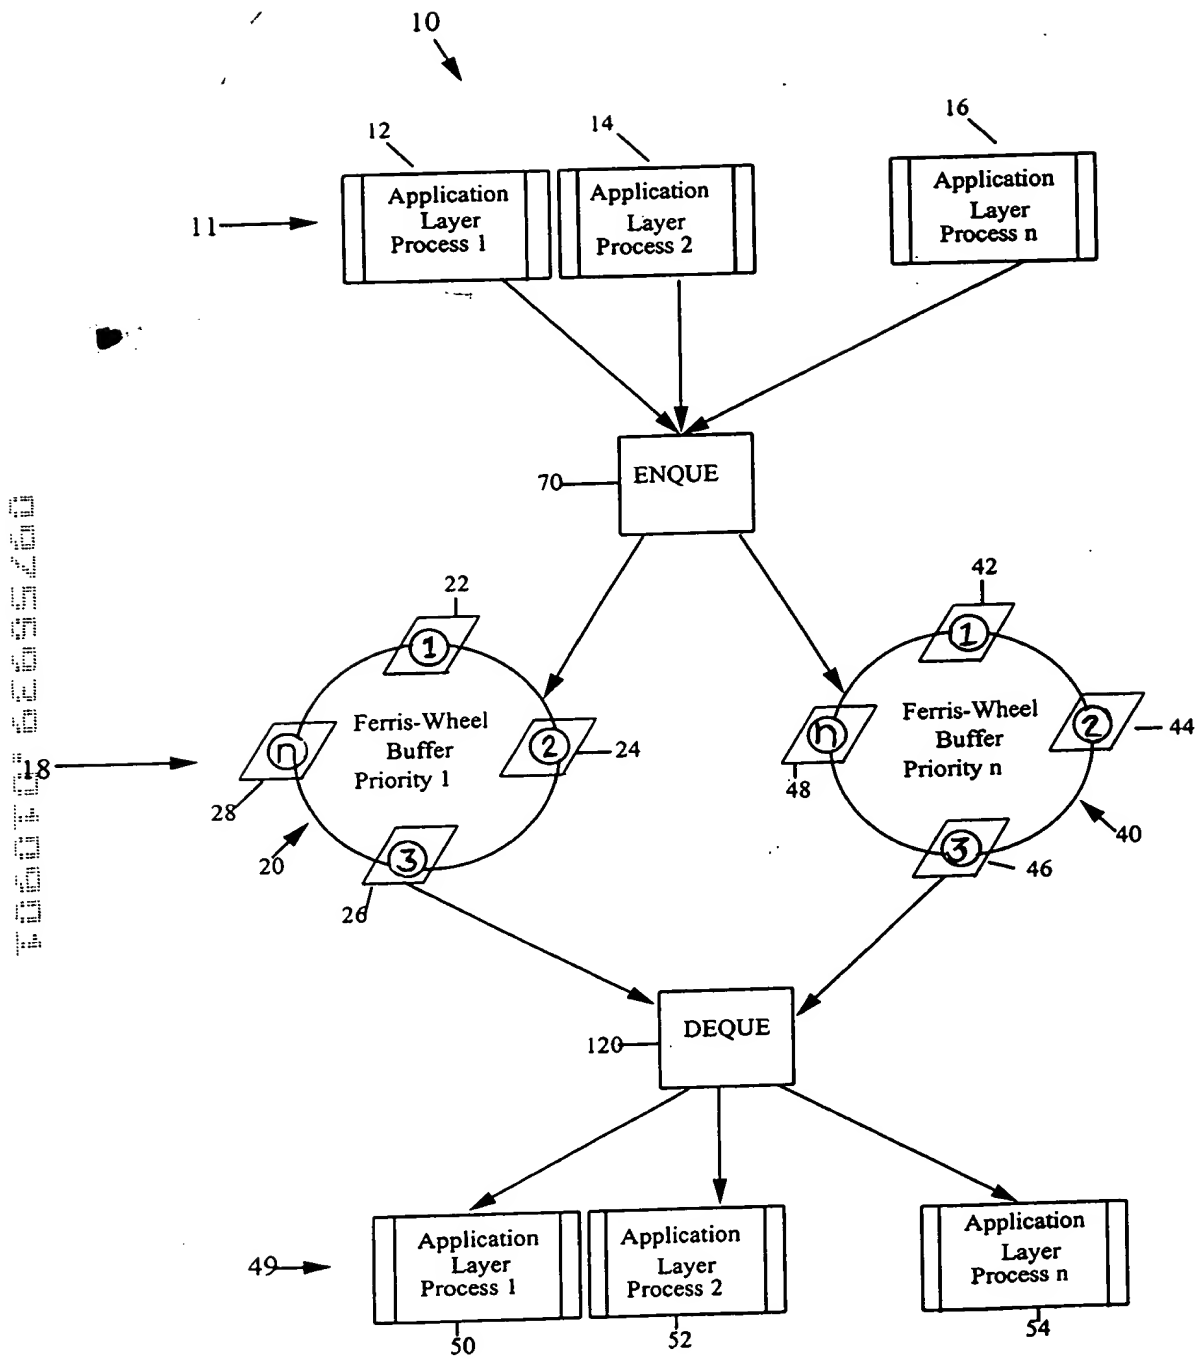 10
12
14
16
11
Application
Layer
Process 1
Application
Layer
Process 2
Application
Layer
Process n
70
ENQUE
22
42
1
1
Ferris-Wheel
Buffer
Priority 1
Ferris-Wheel
Buffer
Priority n
n
2
24
n
2
44
18
28
48
20
3
26
3
46
40
DEQUE
120
49
Application
Layer
Process 1
Application
Layer
Process 2
Application
Layer
Process n
50
52
54